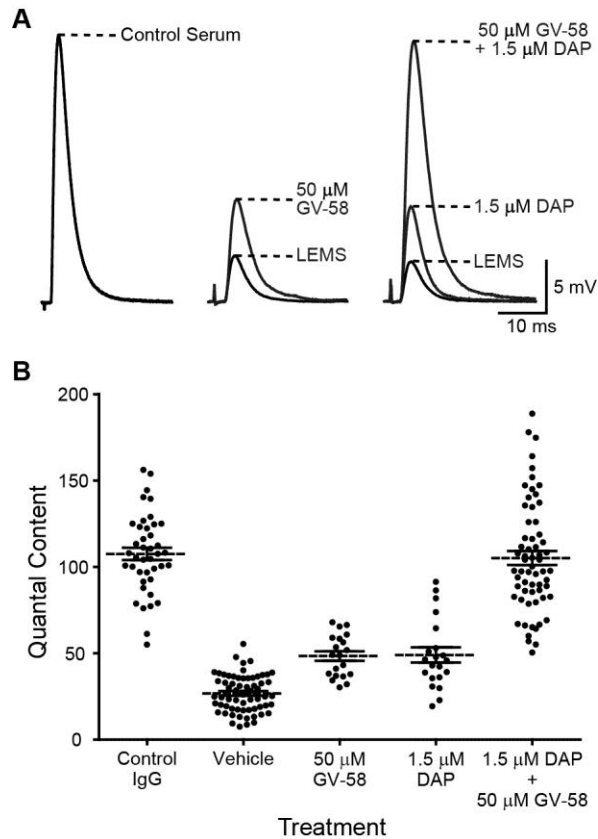 A
Control Serum
50 μM
GV-58
LEMS
50 μM GV-58
+ 1.5 μM DAP
1.5 μM DAP
LEMS
5 mV
10 ms
B
200
150
100
50
0
Quantal Content
Control
IgG
Vehicle
50 μM
GV-58
1.5 μM
DAP
1.5 μM DAP
+
50 μM GV-58
Treatment